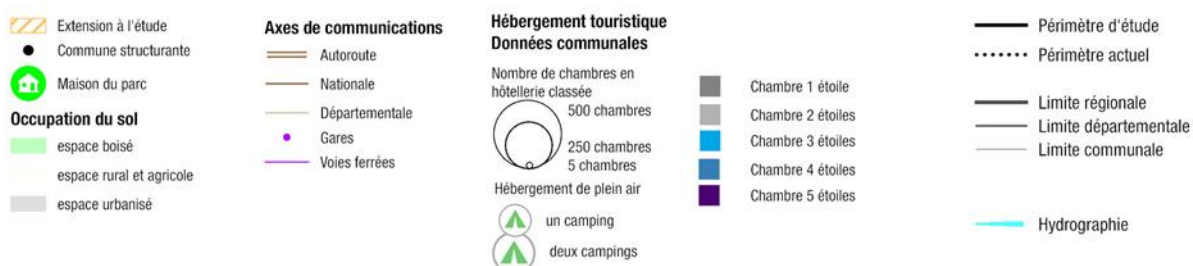 Extension à l'étude
Commune structurante
Maison du parc
Occupation du sol
espace boisé
espace rural et agricole
espace urbanisé
Axes de communications
Autoroute
Nationale
Départementale
Gares
Voies ferrées
Hébergement touristique
Données communales
Nombre de chambres en
hôtellerie classée
500 chambres
250 chambres
5 chambres
Hébergement de plein air
un camping
deux campings
Chambre 1 étoile
Chambre 2 étoiles
Chambre 3 étoiles
Chambre 4 étoiles
Chambre 5 étoiles
Périmètre d'étude
Périmètre actuel
Limite régionale
Limite départementale
Limite communale
Hydrographie